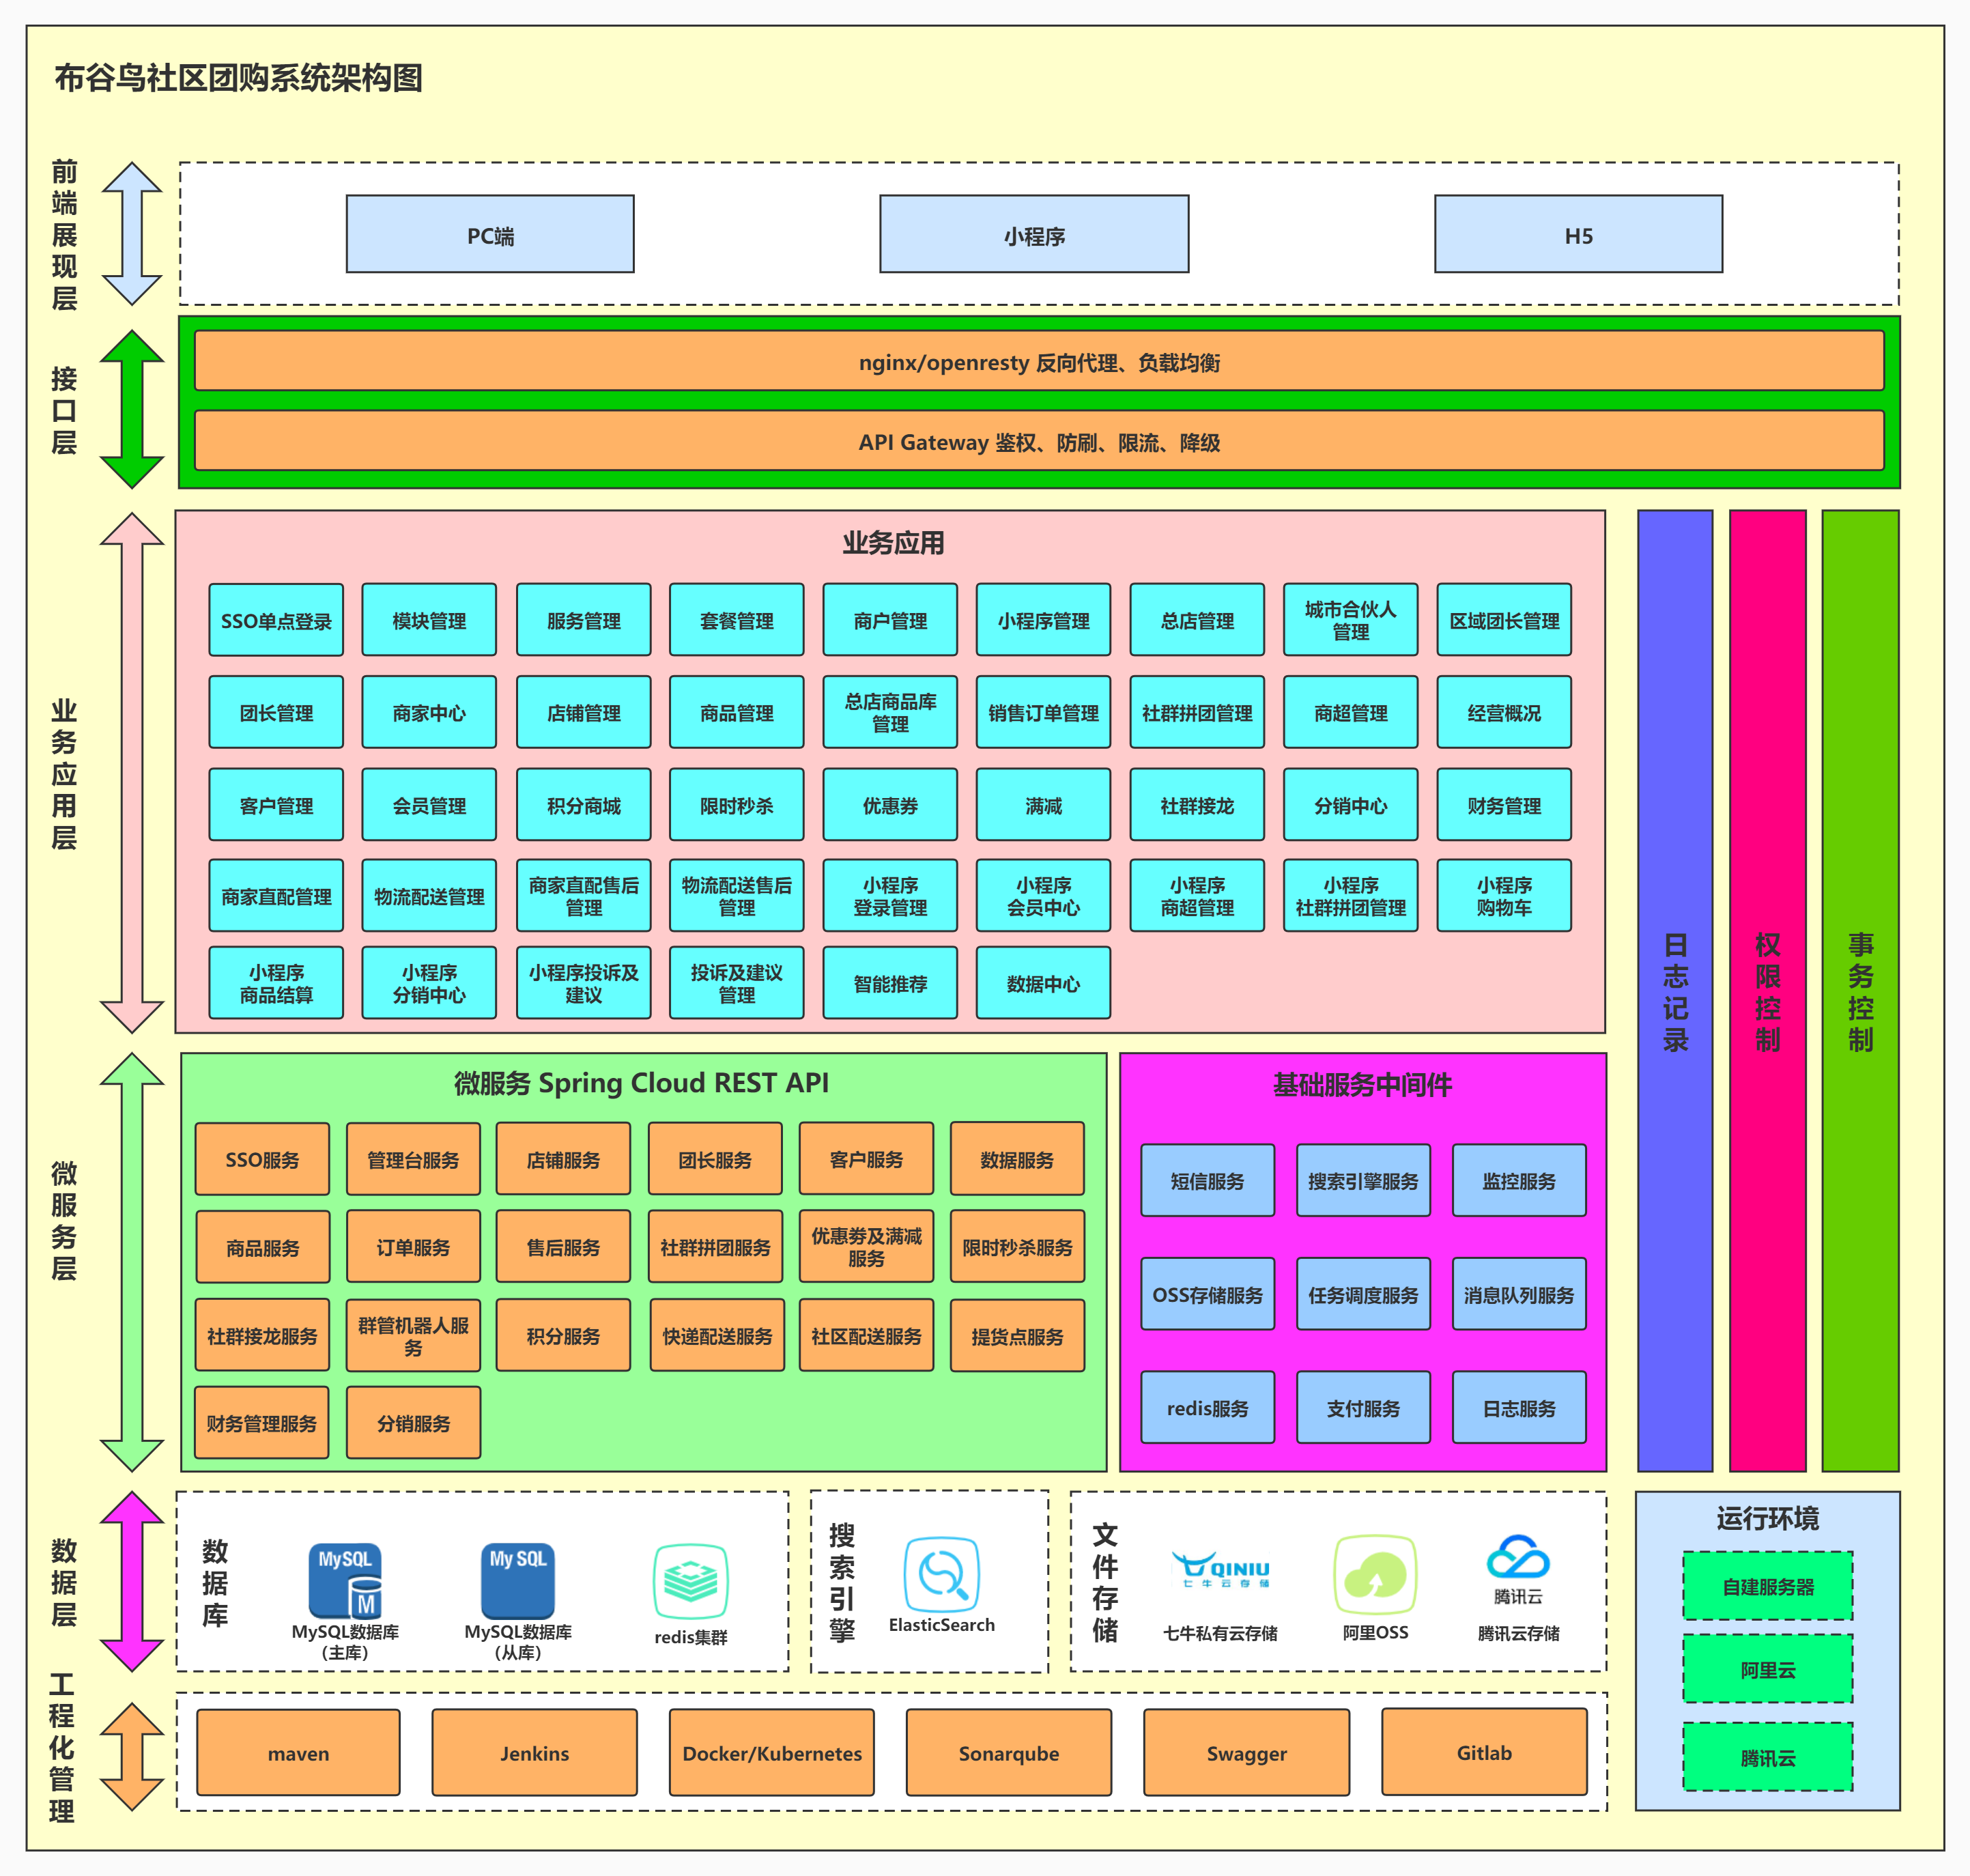 布谷鸟社区团购系统架构图
前端展现层
PC端
小程序
H5
接口层
nginx/openresty 反向代理、负载均衡
API Gateway 鉴权、防刷、限流、降级
业务应用层
业务应用
SSO单点登录
模块管理
服务管理
套餐管理
商户管理
小程序管理
总店管理
城市合伙人
管理
区域团长管理
团长管理
商家中心
店铺管理
商品管理
总店商品库
管理
销售订单管理
社群拼团管理
商超管理
经营概况
客户管理
会员管理
积分商城
限时秒杀
优惠券
满减
社群接龙
分销中心
财务管理
商家直配管理
物流配送管理
商家直配售后
管理
物流配送售后
管理
小程序
登录管理
小程序
会员中心
小程序
商超管理
小程序
社群拼团管理
小程序
购物车
小程序
商品结算
小程序
分销中心
小程序投诉及
建议
投诉及建议
管理
智能推荐
数据中心
日志记录
权限控制
事务控制
微服务层
微服务 Spring Cloud REST API
SSO服务
管理台服务
店铺服务
团长服务
客户服务
数据服务
商品服务
订单服务
售后服务
社群拼团服务
优惠劵及满减
服务
限时秒杀服务
社群接龙服务
群管机器人服
务
积分服务
快递配送服务
社区配送服务
提货点服务
财务管理服务
分销服务
基础服务中间件
短信服务
搜索引擎服务
监控服务
OSS存储服务
任务调度服务
消息队列服务
redis服务
支付服务
日志服务
数据层
数据库
MySQL
M
MySQL数据库
（主库）
My SQL
MySQL数据库
（从库）
redis集群
搜索引擎
ElasticSearch
文件存储
QINIU
七牛云存储
七牛私有云存储
阿里OSS
腾讯云
腾讯云存储
运行环境
自建服务器
阿里云
腾讯云
工程化管理
maven
Jenkins
Docker/Kubernetes
Sonarqube
Swagger
Gitlab